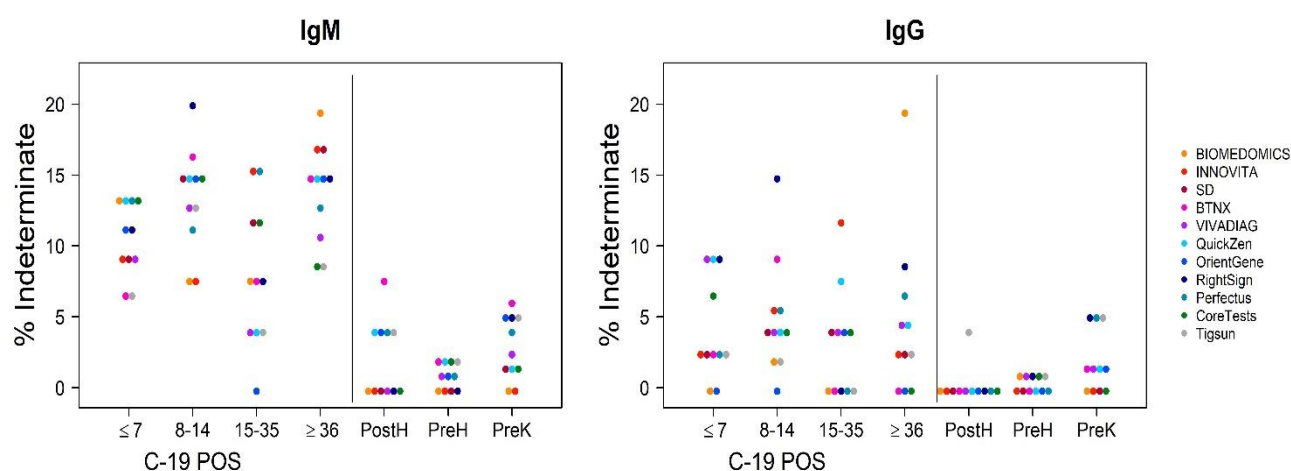 IgM
% Indeterminate
20
15
10
5
0
≤ 7 8-14 15-35 ≥ 36 PostH PreH PreK
C-19 POS
IgG
% Indeterminate
20
15
10
5
0
≤ 7 8-14 15-35 ≥ 36 PostH PreH PreK
C-19 POS
BIOMEDOMICS
INNOVITA
SD
BTNX
VIVADIAG
QuickZen
OrientGene
RightSign
Perfectus
CoreTests
Tigsun